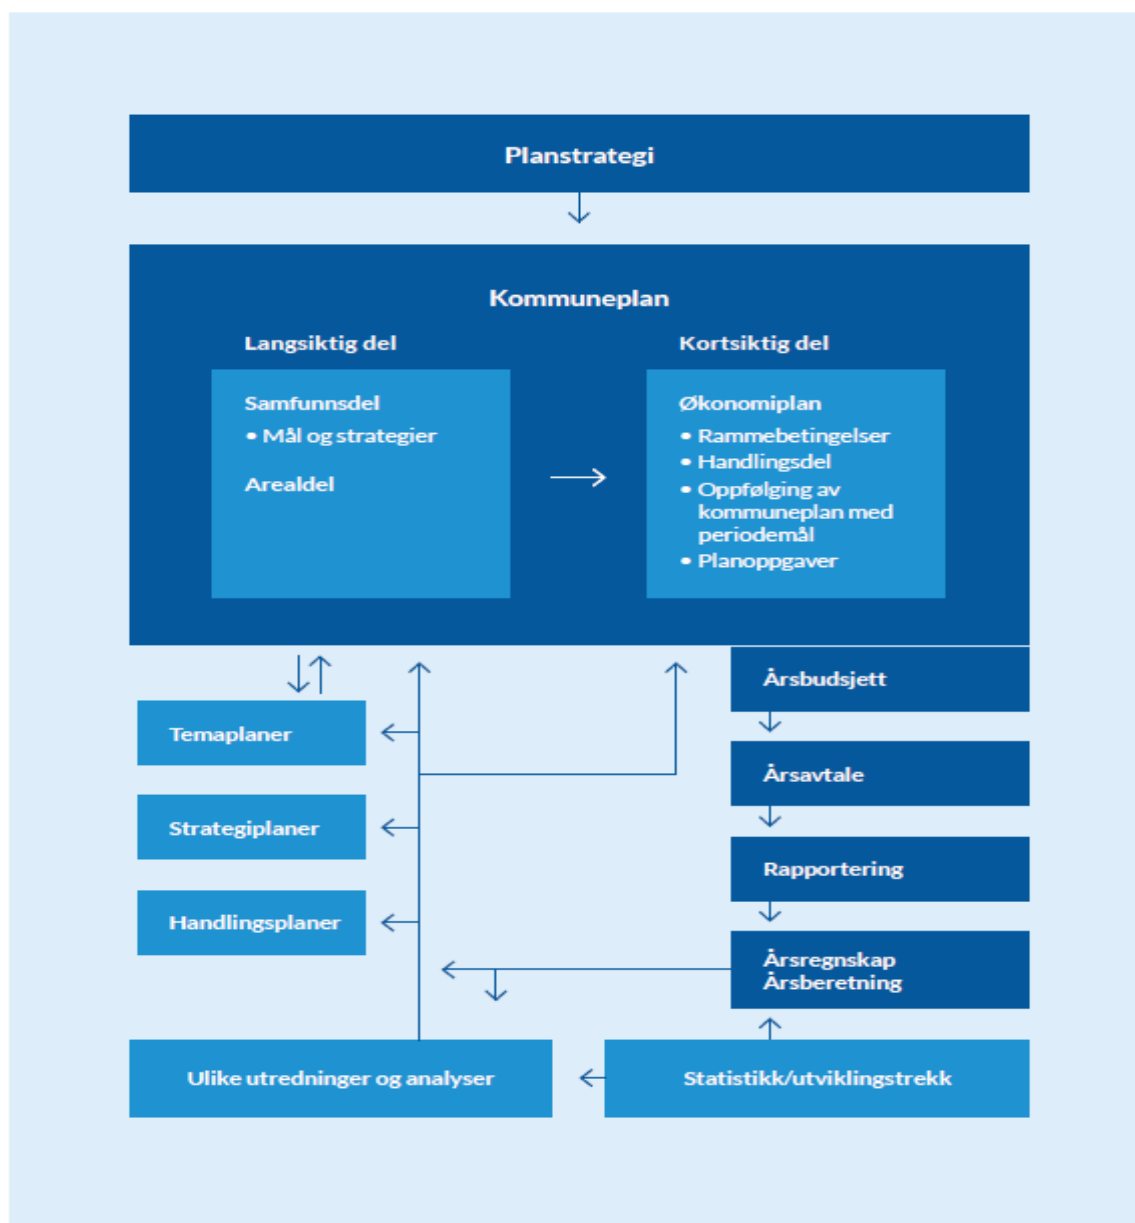 Planstrategi
Kommuneplan
Langsiktig del
Samfunnsdel
• Mål og strategier
Arealdel
Kortsiktig del
Økonomiplan
• Rammebetingelser
• Handlingsdel
• Oppfølging av
kommuneplan med
periodemål
• Planoppgaver
Temaplaner
Strategiplaner
Handlingsplaner
Årsbudsjett
Årsavtale
Rapportering
Årsregnskap
Årsberetning
Ulike utredninger og analyser
Statistikk/utviklingstrekk